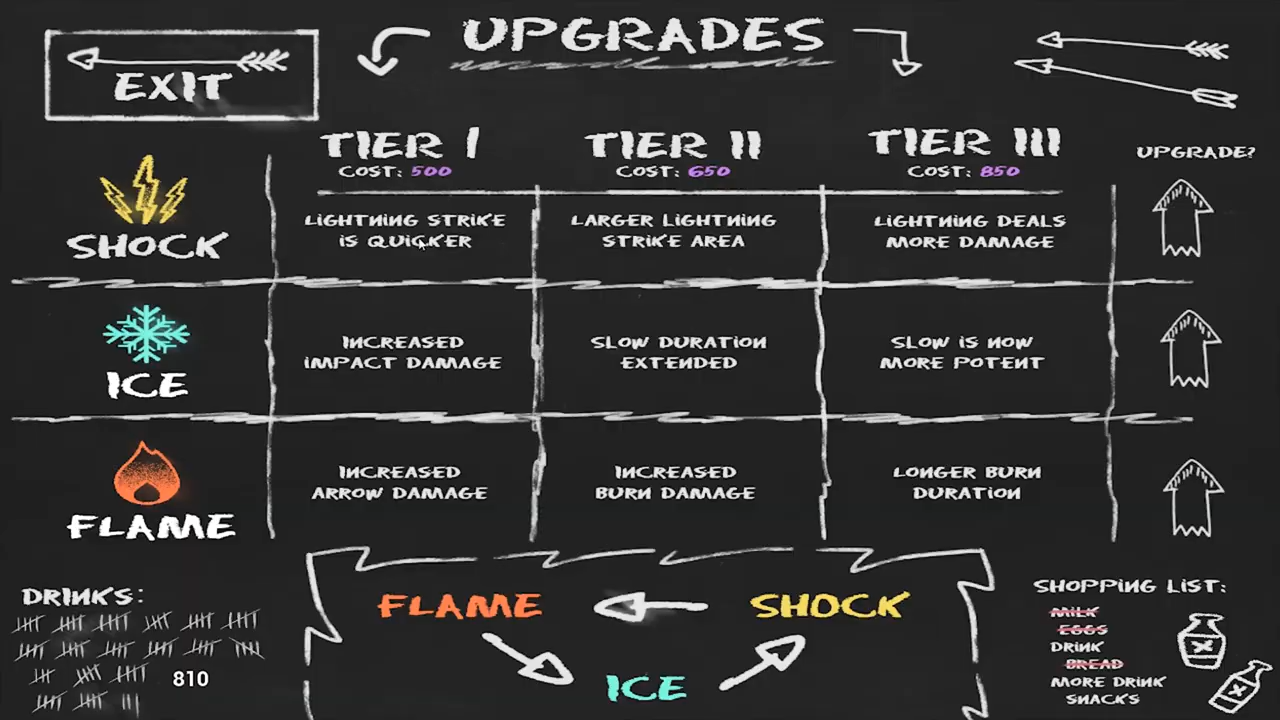 UPGRADES
EXIT
TIER I
COST: 500
TIER II
COST: 650
TIER III
COST: 850
UPGRADE?
SHOCK
LIGHTNING STRIKE
IS QUICKER
LARGER LIGHTNING
STRIKE AREA
LIGHTNING DEALS
MORE DAMAGE
ICE
INCREASED
IMPACT DAMAGE
SLOW DURATION
EXTENDED
SLOW IS NOW
MORE POTENT
FLAME
INCREASED
ARROW DAMAGE
INCREASED
BURN DAMAGE
LONGER BURN
DURATION
DRINKS:
810
FLAME
SHOCK
ICE
SHOPPING LIST:
MILK
EGGS
DRINK
BREAD
MORE DRINK
SNACKS